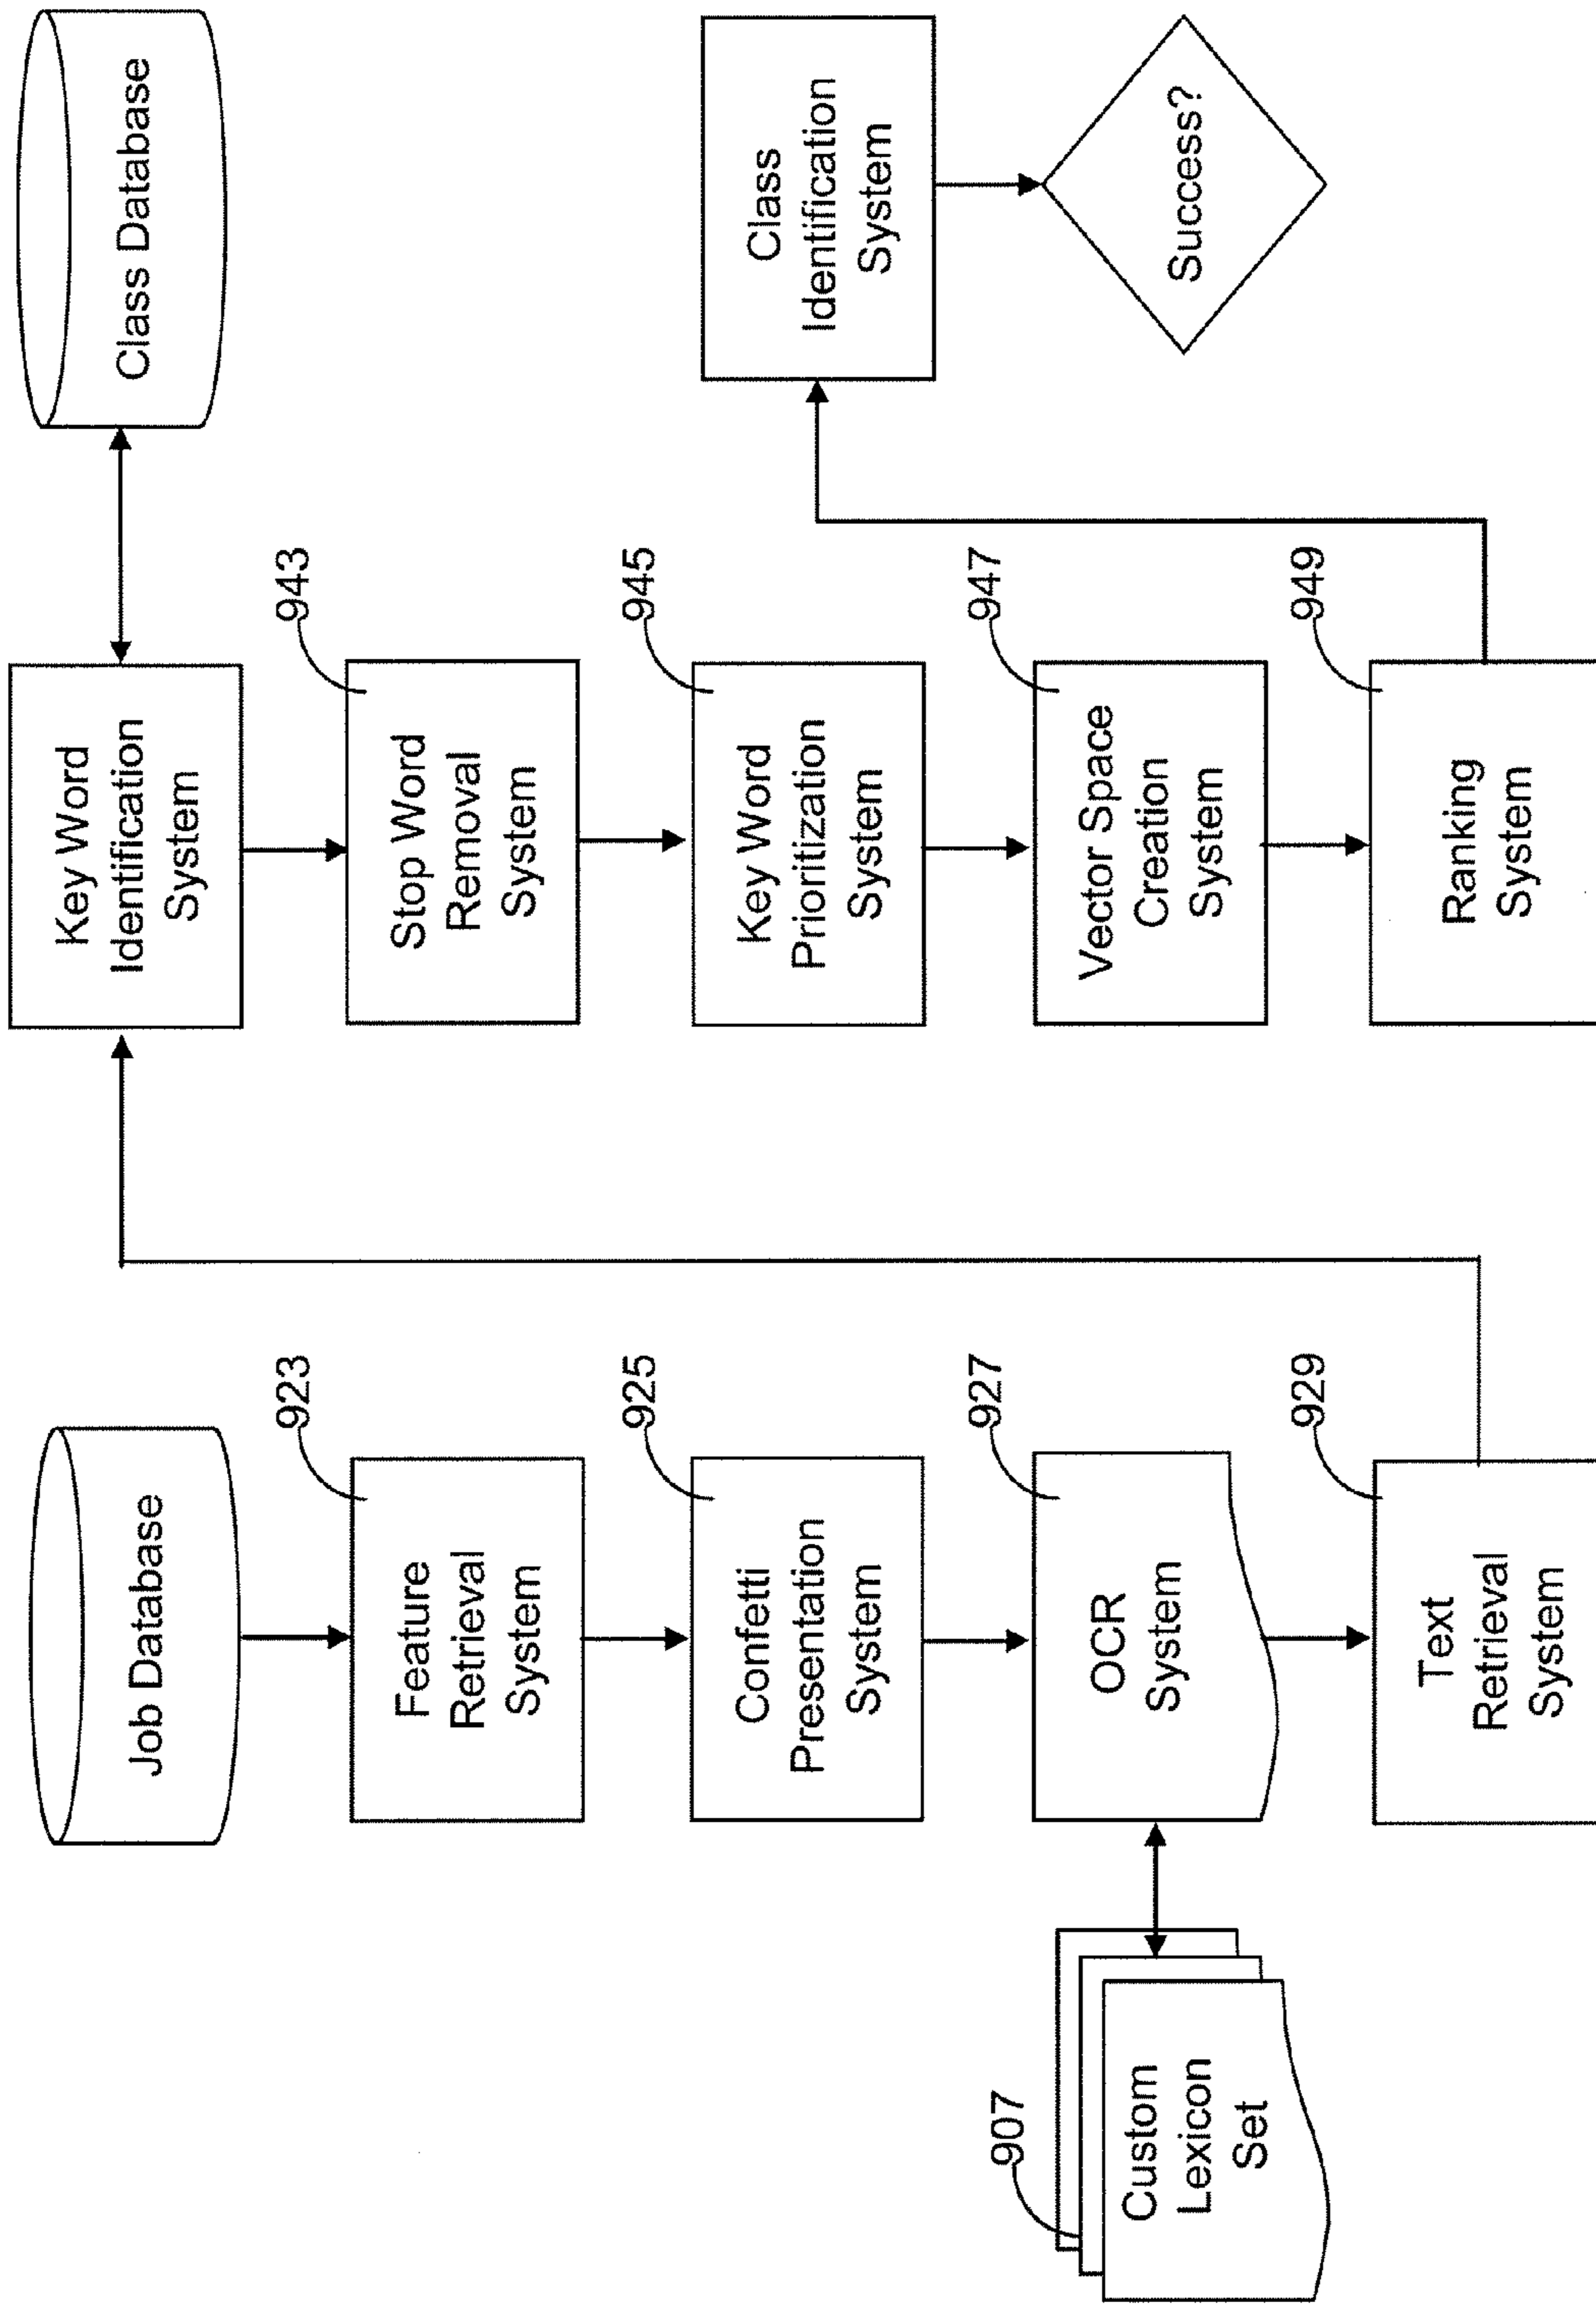 Job Database
923
Feature
Retrieval
System
925
Confetti
Presentation
System
907
Custom
Lexicon
Set
927
OCR
System
929
Text
Retrieval
System
Key Word
Identification
System
Class Database
943
Stop Word
Removal
System
945
Key Word
Prioritization
System
947
Vector Space
Creation
System
949
Ranking
System
Class
Identification
System
Success?